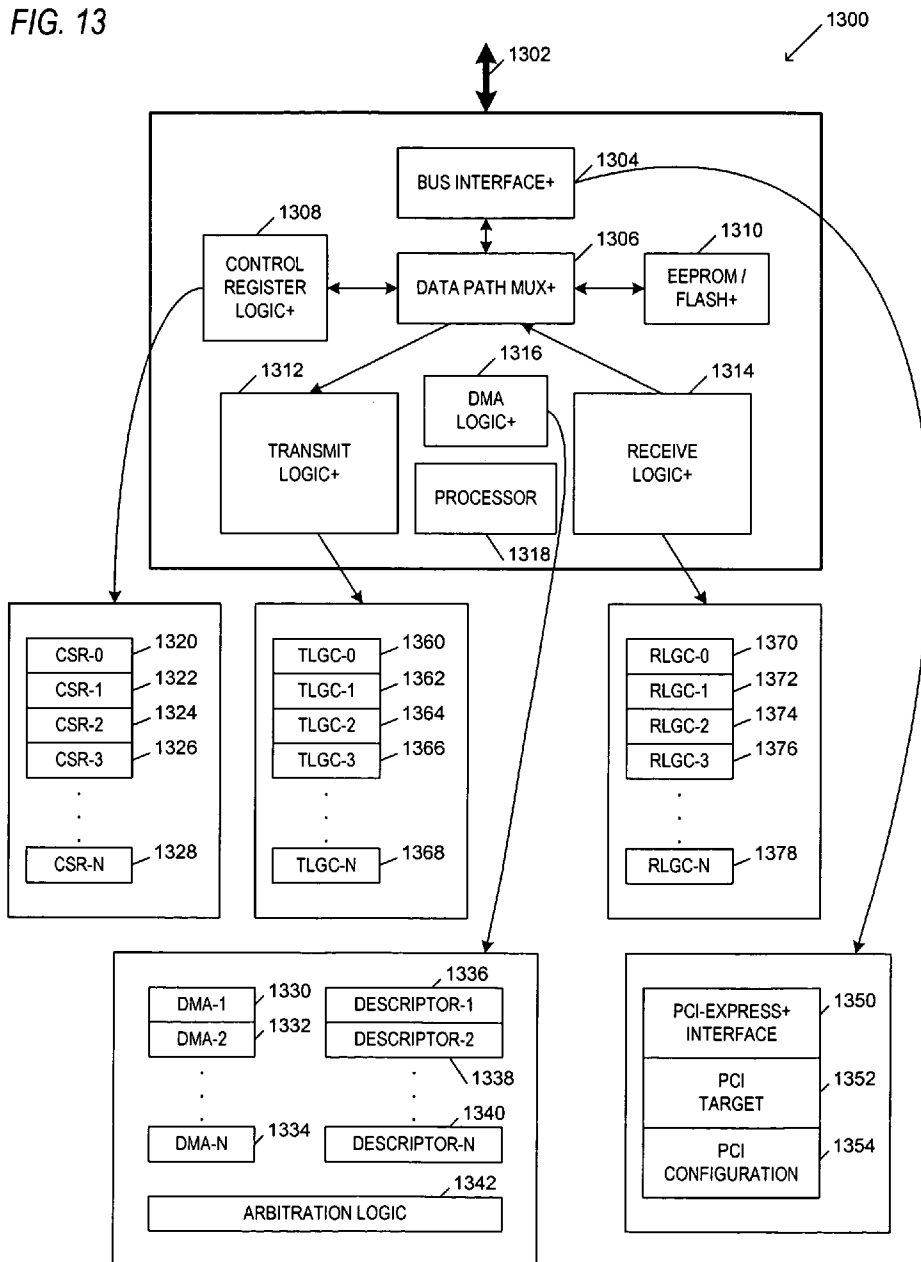 FIG. 13
1300
1302
BUS INTERFACE+
1304
1308
CONTROL
REGISTER
LOGIC+
DATA PATH MUX+
1306
1310
EEPROM /
FLASH+
1312
TRANSMIT
LOGIC+
1316
DMA
LOGIC+
1314
RECEIVE
LOGIC+
PROCESSOR
1318
CSR-0
1320
CSR-1
1322
CSR-2
1324
CSR-3
1326
.
.
.
CSR-N
1328
TLGC-0
1360
TLGC-1
1362
TLGC-2
1364
TLGC-3
1366
.
.
.
TLGC-N
1368
RLGC-0
1370
RLGC-1
1372
RLGC-2
1374
RLGC-3
1376
.
.
.
RLGC-N
1378
DMA-1
1330
DMA-2
1332
.
.
.
DMA-N
1334
1336
DESCRIPTOR-1
DESCRIPTOR-2
1338
.
.
.
1340
DESCRIPTOR-N
1342
ARBITRATION LOGIC
PCI-EXPRESS+
INTERFACE
1350
PCI
TARGET
1352
PCI
CONFIGURATION
1354